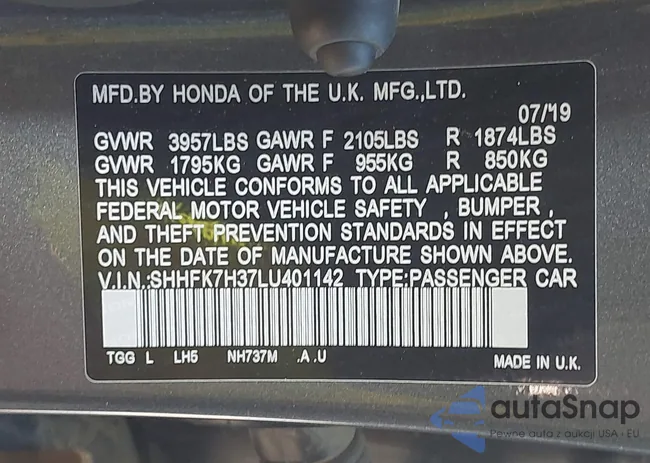 MFD.BY HONDA OF THE U.K. MFG.,LTD.
07/19
GVWR 3957LBS GAWR F 2105LBS R 1874LBS
GVWR 1795KG GAWR F 955KG R 850KG
THIS VEHICLE CONFORMS TO ALL APPLICABLE
FEDERAL MOTOR VEHICLE SAFETY , BUMPER ,
AND THEFT PREVENTION STANDARDS IN EFFECT
ON THE DATE OF MANUFACTURE SHOWN ABOVE.
V.I.N.:SHHFK7H37LU401142 TYPE:PASSENGER CAR
TGG L LH5 NH737M .A .U
MADE IN U.K.
autaSnap
Pewne auta z aukcji USA - EU